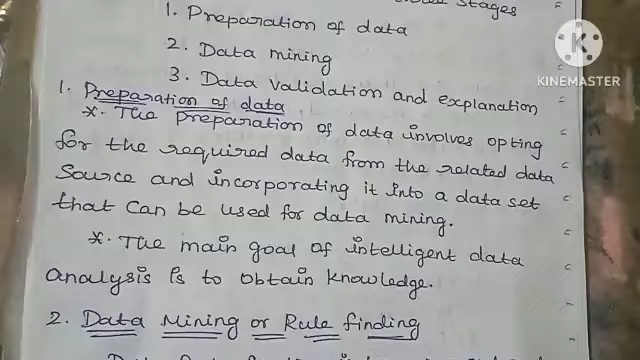 Stages
1. Preparation of data
2. Data mining
3. Data validation and explanation
1. Preparation of data
*. The preparation of data involves opting
for the required data from the related data
source and incorporating it into a data set
that can be used for data mining.
*. The main goal of intelligent data
analysis is to obtain knowledge.
2. Data Mining or Rule finding
KINEMASTER